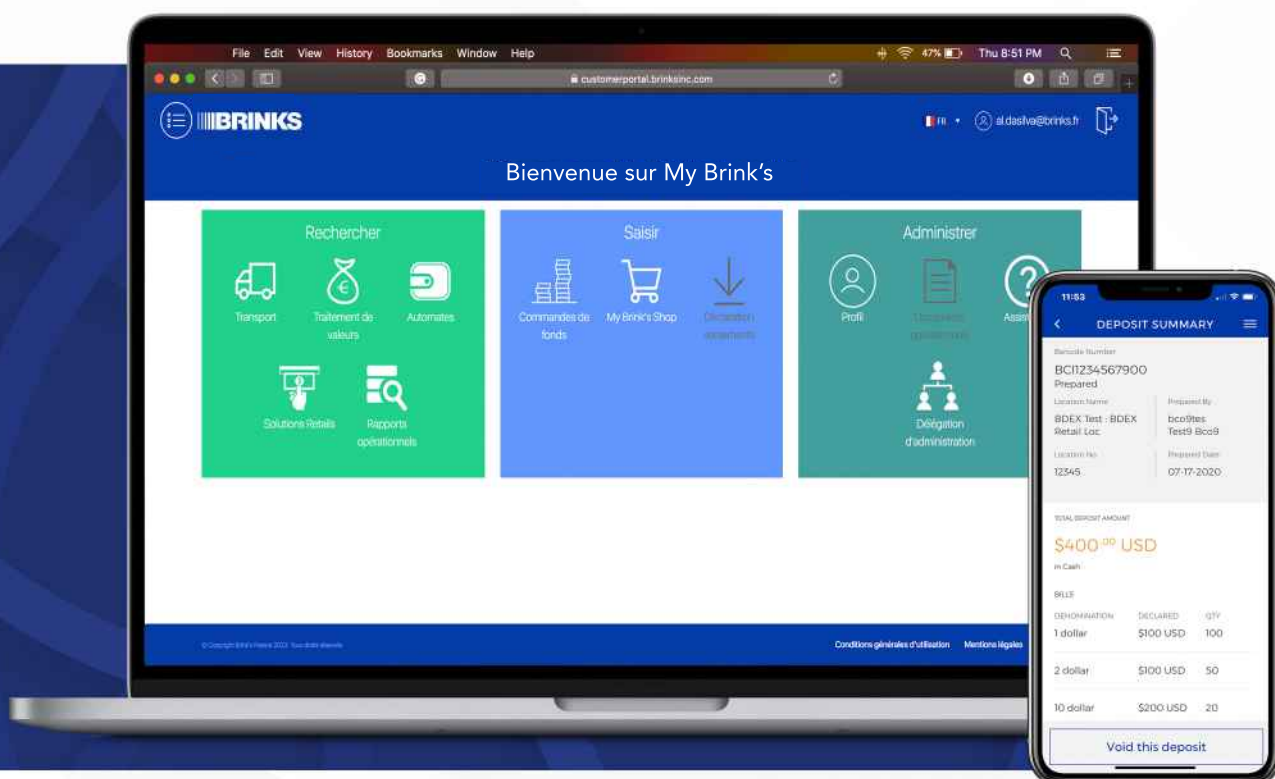 File Edit View History Bookmarks Window Help
47% Thu 8:51 PM
customerportal.brinksinc.com
BRINKS
FR
al.dasilva@brinks.fr
Bienvenue sur My Brink's
Rechercher
Transport
Traitement de
valeurs
Automates
Solutions Retails
Rapports
opérationnels
Saisir
Commandes de
fonds
My Brink's Shop
Administrer
Profil
Délégation
d'administration
Conditions générales d'utilisation
Mentions légales
11:53
DEPOSIT SUMMARY
Barcode Number
BCI1234567900
Prepared
Location Name
Prepared By
BDEX Test : BDEX
Retail Loc
bco9tes
Test9 Bco9
Location No
Prepared Date
12345
07-17-2020
TOTAL DEPOSIT AMOUNT
$400.00 USD
in Cash
BILLS
DENOMINATION DECLARED QTY
1 dollar $100 USD 100
2 dollar $100 USD 50
10 dollar $200 USD 20
Void this deposit